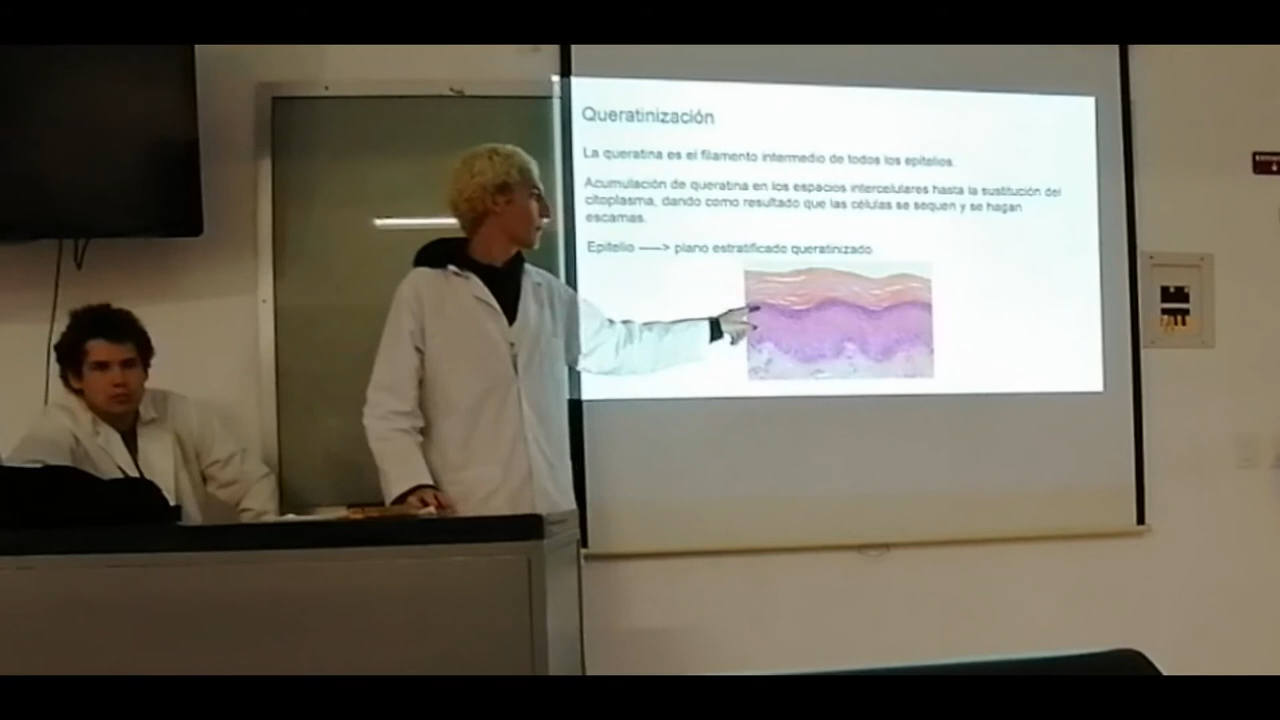 Queratinización
La queratina es el filamento intermedio de todos los epitelios.
Acumulación de queratina en los espacios intercelulares hasta la sustitución del
citoplasma, dando como resultado que las células se sequen y se hagan
escamas.
Epitelio ----> plano estratificado queratinizado